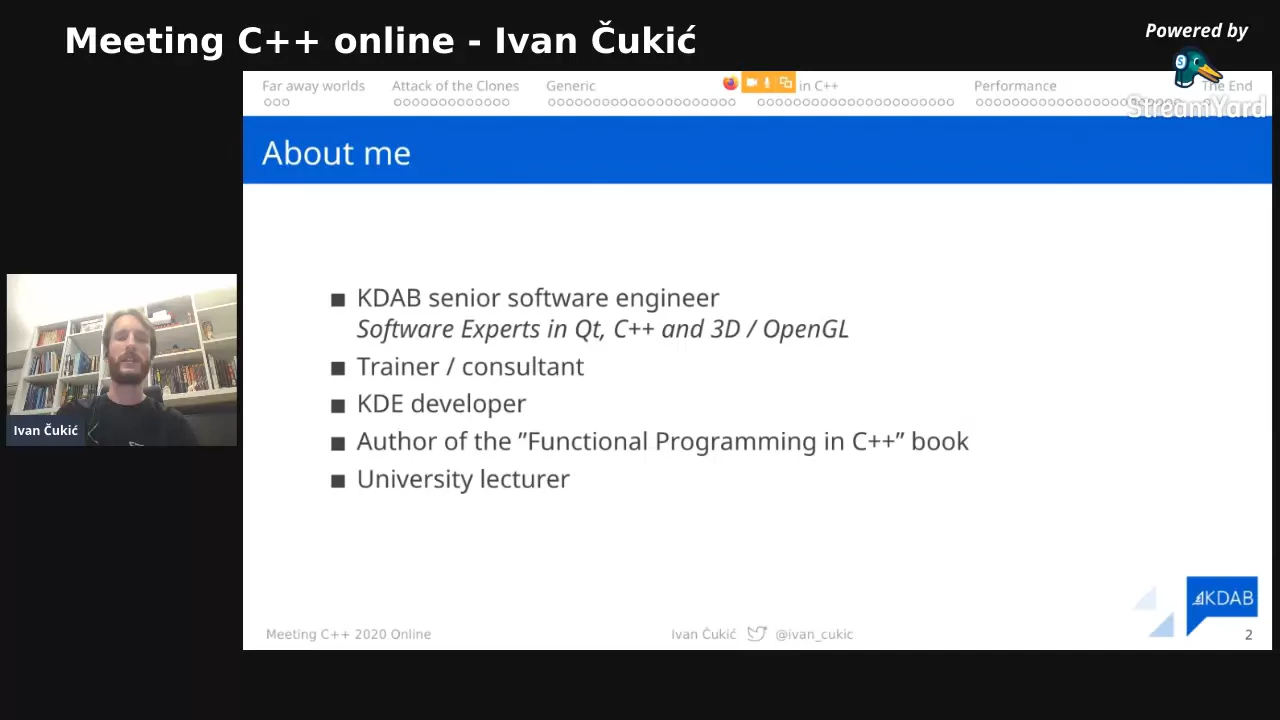 Meeting C++ online - Ivan Čukić
Powered by
StreamYard
Far away worlds
Attack of the Clones
Generic
in C++
Performance
The End
About me
KDAB senior software engineer
Software Experts in Qt, C++ and 3D / OpenGL
Trainer / consultant
KDE developer
Author of the ”Functional Programming in C++” book
University lecturer
Ivan Čukić
KDAB
Meeting C++ 2020 Online
Ivan Čukić
@ivan_cukic
2